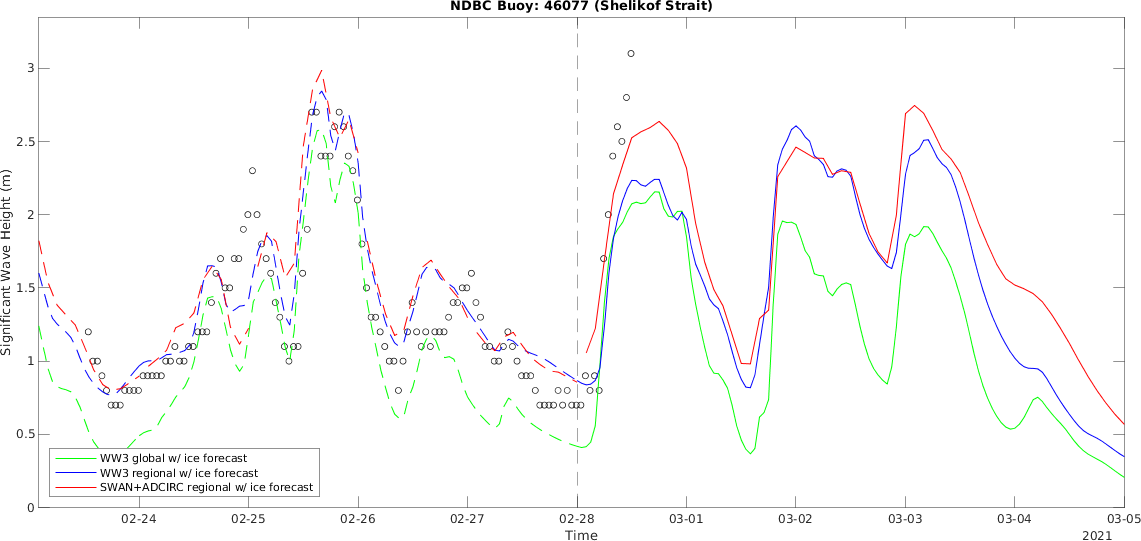 NDBC Buoy: 46077 (Shelikof Strait)
Significant Wave Height (m)
3
2.5
2
1.5
1
0.5
0
WW3 global w/ ice forecast
WW3 regional w/ ice forecast
SWAN+ADCIRC regional w/ ice forecast
02-24 02-25 02-26 02-27 02-28 03-01 03-02 03-03 03-04 03-05
Time 2021